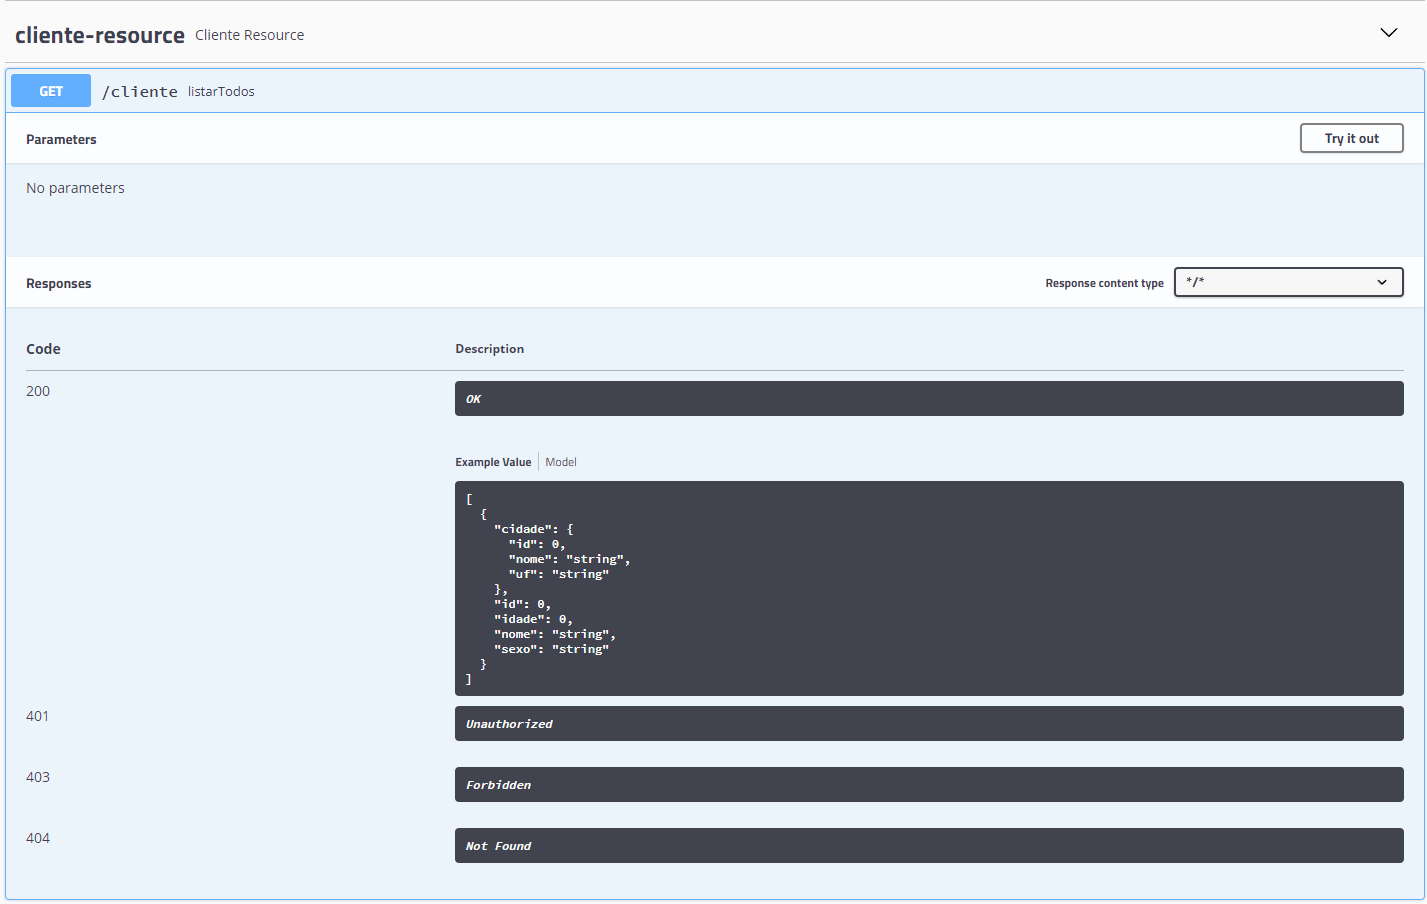 cliente-resource Cliente Resource
GET /cliente listarTodos
Parameters Try it out
No parameters
Responses Response content type */*
Code Description
200 OK
Example Value Model
[
  {
    "cidade": {
      "id": 0,
      "nome": "string",
      "uf": "string"
    },
    "id": 0,
    "idade": 0,
    "nome": "string",
    "sexo": "string"
  }
]
401 Unauthorized
403 Forbidden
404 Not Found